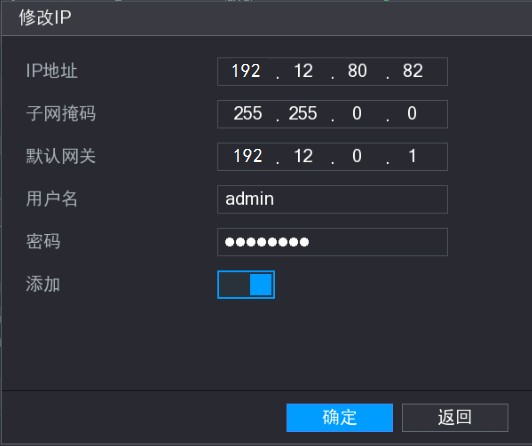 修改IP
IP地址 192 . 12 . 80 . 82
子网掩码 255 . 255 . 0 . 0
默认网关 192 . 12 . 0 . 1
用户名 admin
密码 ●●●●●●●●
添加
确定 返回